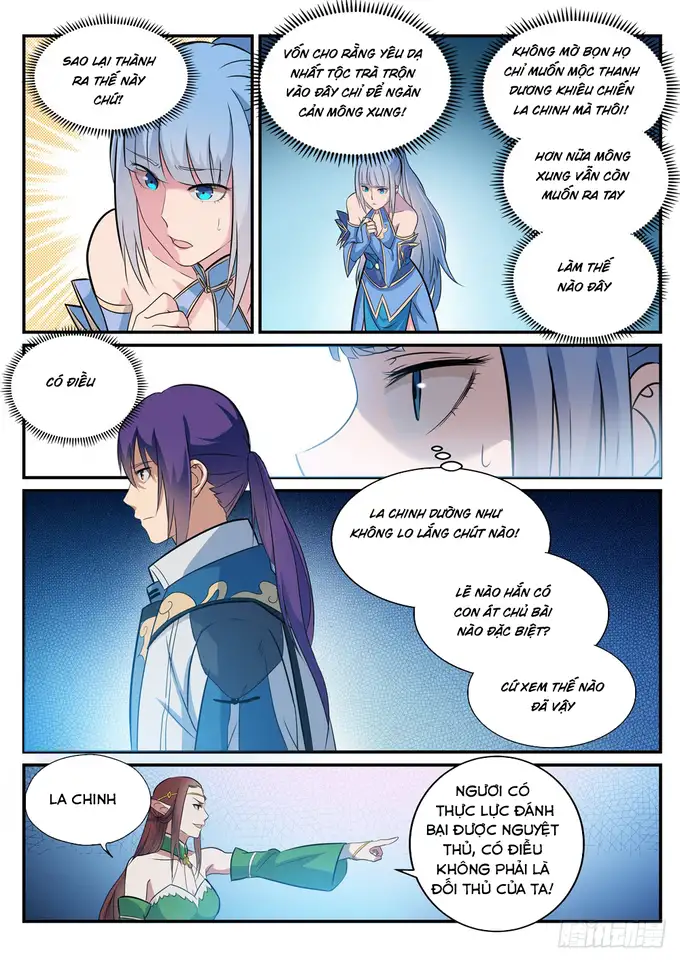 SAO LẠI THÀNH
RA THẾ NÀY
CHỨ!
VỐN CHO RẰNG YÊU DẠ
NHẤT TỘC TRÀ TRỘN
VÀO ĐÂY CHỈ ĐỂ NGĂN
CẢN MÔNG XUNG!
KHÔNG MỜ BỌN HỌ
CHỈ MUỐN MỘC THANH
DƯƠNG KHIÊU CHIẾN
LA CHINH MÀ THÔI!
HƠN NỮA MÔNG
XUNG VẪN CÒN
MUỐN RA TAY
LÀM THẾ
NÀO ĐÂY
CÓ ĐIỀU
LA CHINH DƯỜNG NHƯ
KHÔNG LO LẮNG CHÚT NÀO!
LẼ NÀO HẮN CÓ
CON ÁT CHỦ BÀI
NÀO ĐẶC BIỆT?
CỨ XEM THẾ NÀO
ĐÃ VẬY
LA CHINH
NGƯƠI CÓ
THỰC LỰC ĐÁNH
BẠI ĐƯỢC NGUYỆT
THỦ, CÓ ĐIỀU
KHÔNG PHẢI LÀ
ĐỐI THỦ CỦA TA!